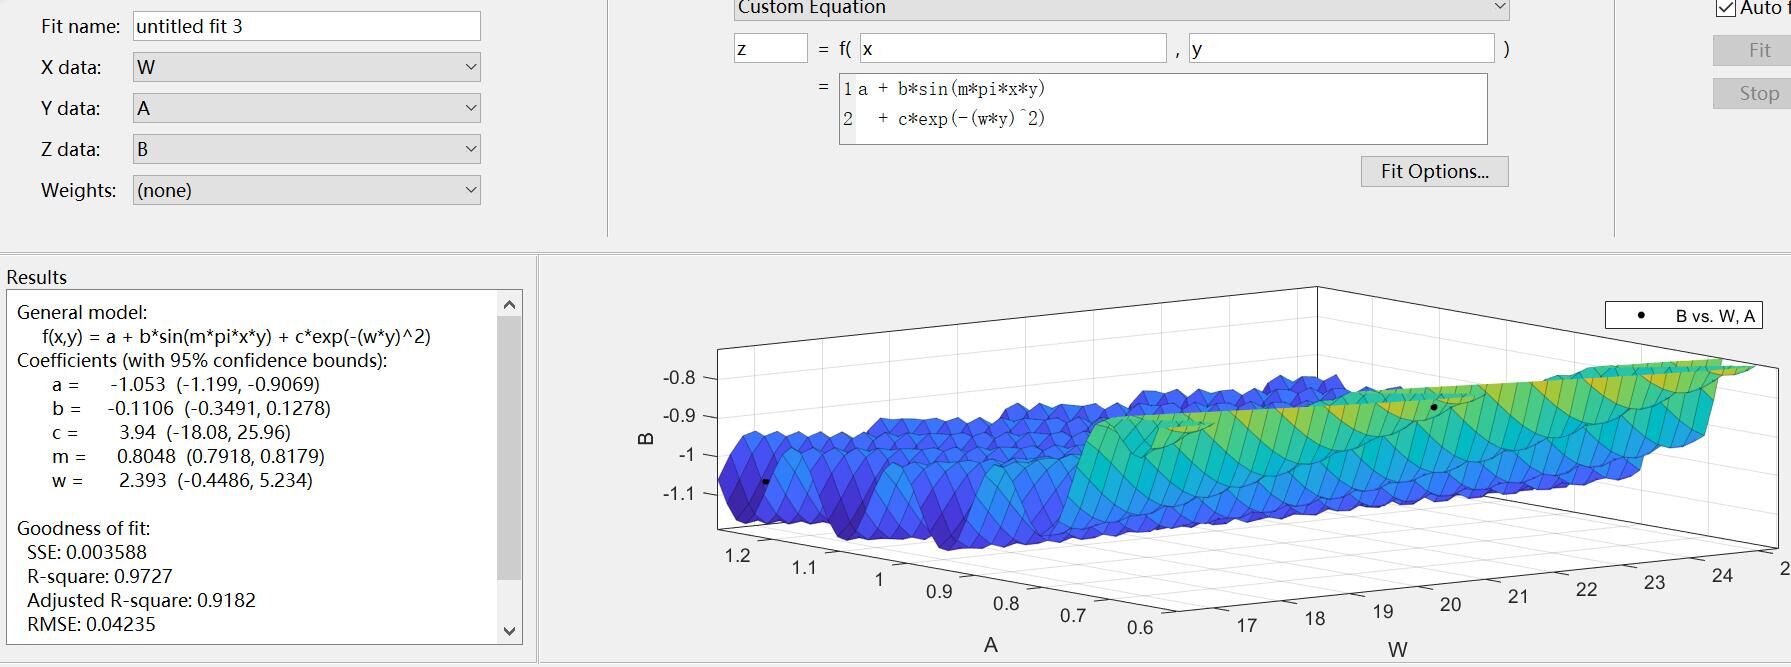 Custom Equation
Auto f
Fit name: untitled fit 3
X data: W
Y data: A
Z data: B
Weights: (none)
z = f( x , y )
= 1 a + b*sin(m*pi*x*y)
2 + c*exp(-(w*y)^2)
Fit
Stop
Fit Options...
Results
General model:
f(x,y) = a + b*sin(m*pi*x*y) + c*exp(-(w*y)^2)
Coefficients (with 95% confidence bounds):
a = -1.053 (-1.199, -0.9069)
b = -0.1106 (-0.3491, 0.1278)
c = 3.94 (-18.08, 25.96)
m = 0.8048 (0.7918, 0.8179)
w = 2.393 (-0.4486, 5.234)
Goodness of fit:
SSE: 0.003588
R-square: 0.9727
Adjusted R-square: 0.9182
RMSE: 0.04235
B vs. W, A
B
-0.8
-0.9
-1
-1.1
1.2
1.1
1
0.9
0.8
0.7
0.6
A
17
18
19
20
21
22
23
24
2
W